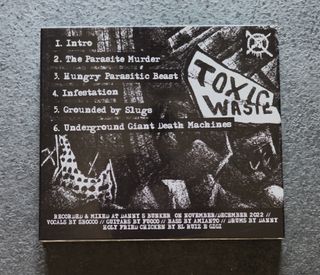 1. Intro
2. The Parasite Murder
3. Hungry Parasitic Beast
4. Infestation
5. Grounded by Slugs
6. Underground Giant Death Machines
TOXIC
WASTE
RECORDED & MIXED AT DANNY S BUNKER ON NOVEMBER/DECEMBER 2022 //
VOCALS BY SBOCCO // GUITARS BY FUOCO // BASS BY AMIANTO // DRUMS BY DANNY
HOLY FRIED CHICKEN BY EL RUIZ E GIGI